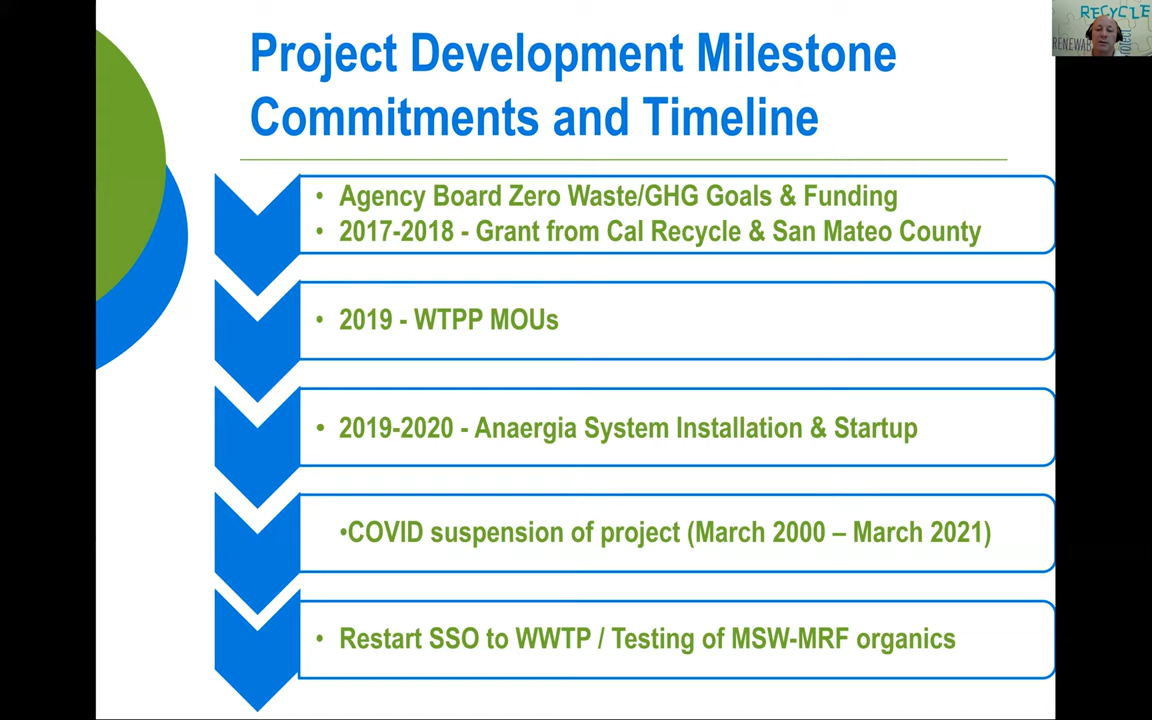 Project Development Milestone
Commitments and Timeline
• Agency Board Zero Waste/GHG Goals & Funding
• 2017-2018 - Grant from Cal Recycle & San Mateo County
• 2019 - WTPP MOUs
• 2019-2020 - Anaergia System Installation & Startup
•COVID suspension of project (March 2000 – March 2021)
• Restart SSO to WWTP / Testing of MSW-MRF organics
RECYCLE